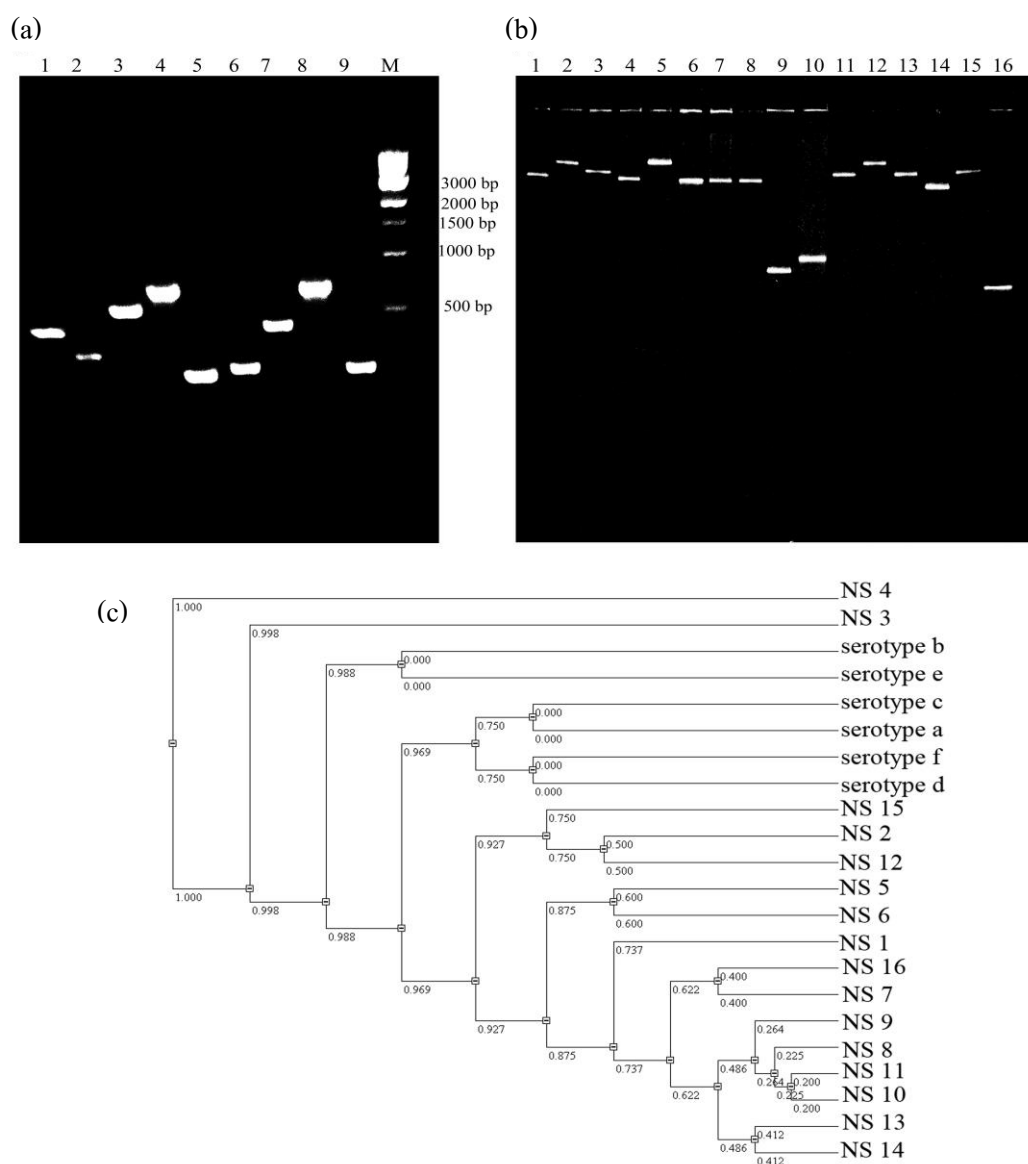 (a)
1 2 3 4 5 6 7 8 9 M
3000 bp
2000 bp
1500 bp
1000 bp
500 bp
(b)
1 2 3 4 5 6 7 8 9 10 11 12 13 14 15 16
(c)
NS 4
1.000
NS 3
0.998
serotype b
0.000
0.988
serotype e
0.000
serotype c
0.000
0.750
serotype a
0.969
0.000
serotype f
0.000
0.750
serotype d
0.000
NS 15
0.750
NS 2
0.927
0.500
0.750
NS 12
0.500
NS 5
1.000
0.600
0.875
0.998
NS 6
0.600
0.988
NS 1
0.737
0.969
NS 16
0.622
0.400
NS 7
0.400
NS 9
0.927
0.264
0.875
NS 8
0.737
0.486
0.225
0.622
0.264
NS 11
0.200
0.225
NS 10
0.200
NS 13
0.486
0.412
NS 14
0.412